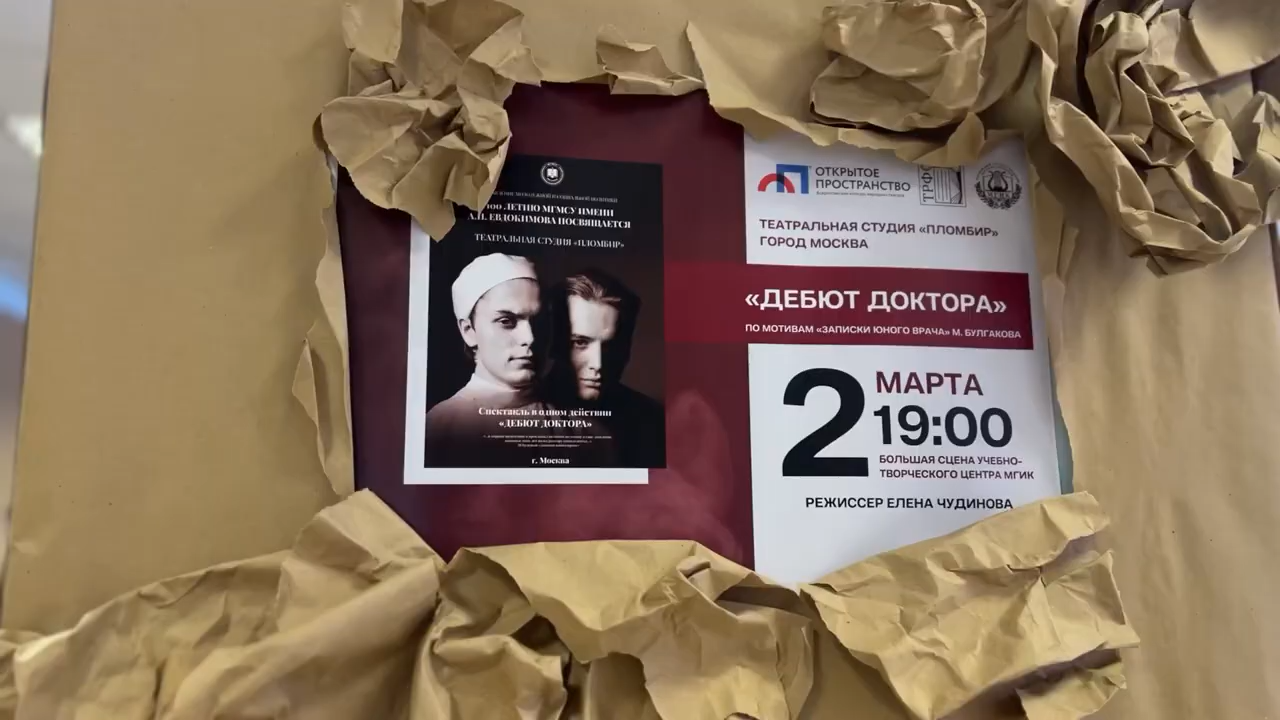 100 ЛЕТИЮ МГМСУ ИМЕНИ
А.И. ЕВДОКИМОВА ПОСВЯЩАЕТСЯ
ТЕАТРАЛЬНАЯ СТУДИЯ «ПЛОМБИР»
Спектакль в одном действии
«ДЕБЮТ ДОКТОРА»
г. Москва
ОТКРЫТОЕ
ПРОСТРАНСТВО
ТРФ
ТЕАТРАЛЬНАЯ СТУДИЯ «ПЛОМБИР»
ГОРОД МОСКВА
«ДЕБЮТ ДОКТОРА»
ПО МОТИВАМ «ЗАПИСКИ ЮНОГО ВРАЧА» М. БУЛГАКОВА
2 МАРТА
19:00
БОЛЬШАЯ СЦЕНА УЧЕБНО-
ТВОРЧЕСКОГО ЦЕНТРА МГИК
РЕЖИССЕР ЕЛЕНА ЧУДИНОВА